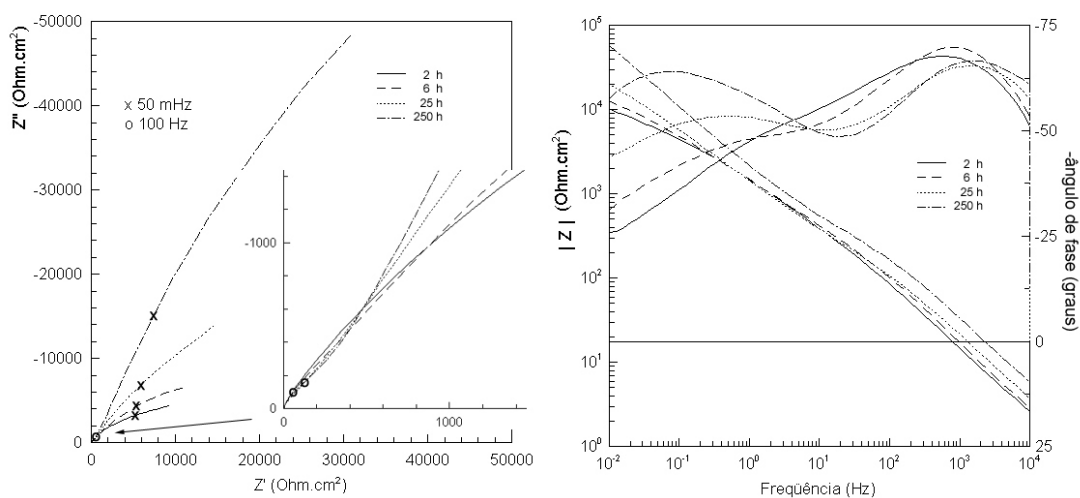 -50000
-40000
-30000
-20000
-10000
0
Z" (Ohm.cm²)
x 50 mHz
o 100 Hz
2 h
6 h
25 h
250 h
-1000
0
0
1000
0
10000
20000
30000
40000
50000
Z' (Ohm.cm²)
10⁵
10⁴
10³
10²
10¹
10⁰
| Z | (Ohm.cm²)
2 h
6 h
25 h
250 h
-75
-50
-25
0
25
-ângulo de fase (graus)
10⁻²
10⁻¹
10⁰
10¹
10²
10³
10⁴
Freqüência (Hz)